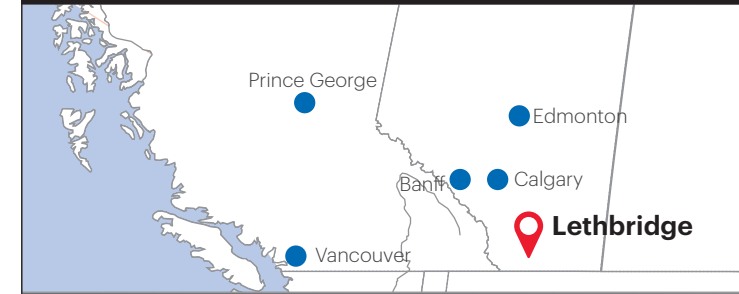 Prince George
Edmonton
Banff
Calgary
Lethbridge
Vancouver